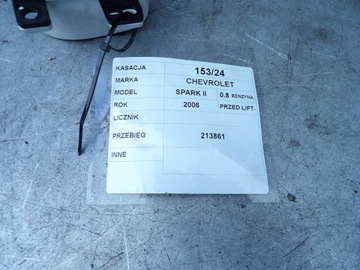 KASACJA 153/24
MARKA CHEVROLET
MODEL SPARK II 0.8 BENZYNA
ROK 2006 PRZED LIFT
LICZNIK
PRZEBIEG 213861
INNE